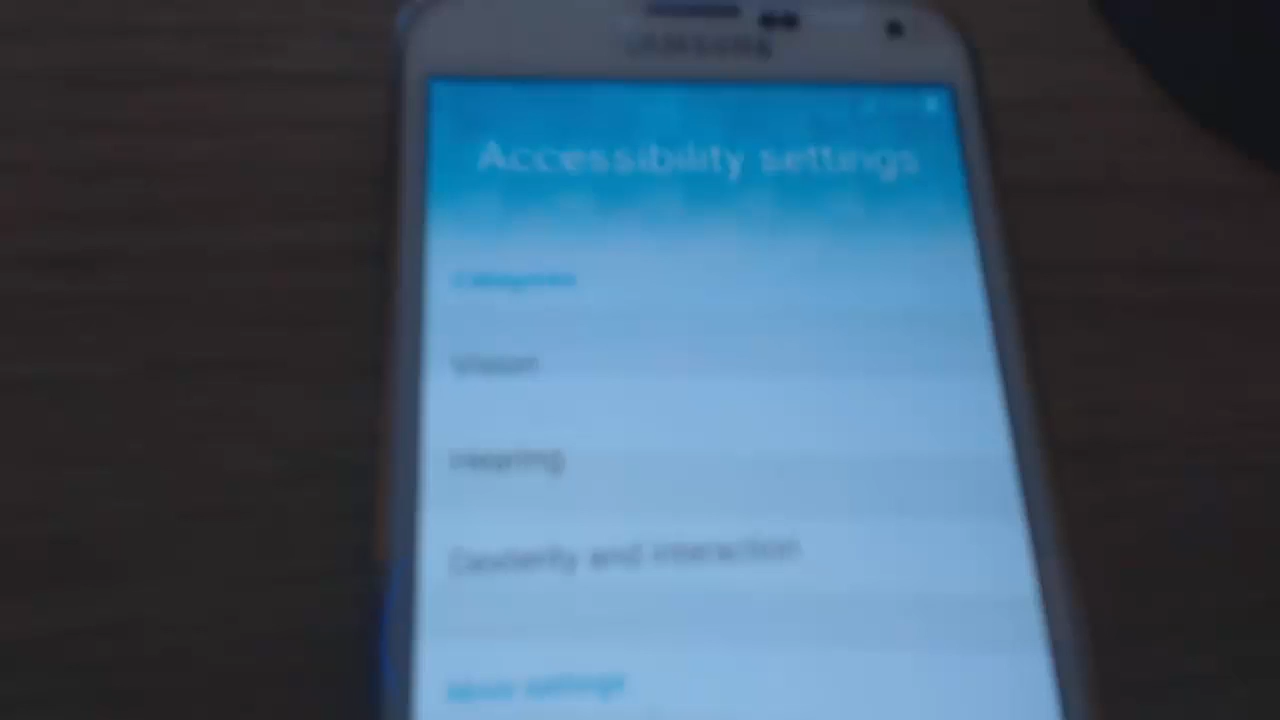 SAMSUNG
Accessibility settings
Categories
Vision
Hearing
Dexterity and interaction
More settings